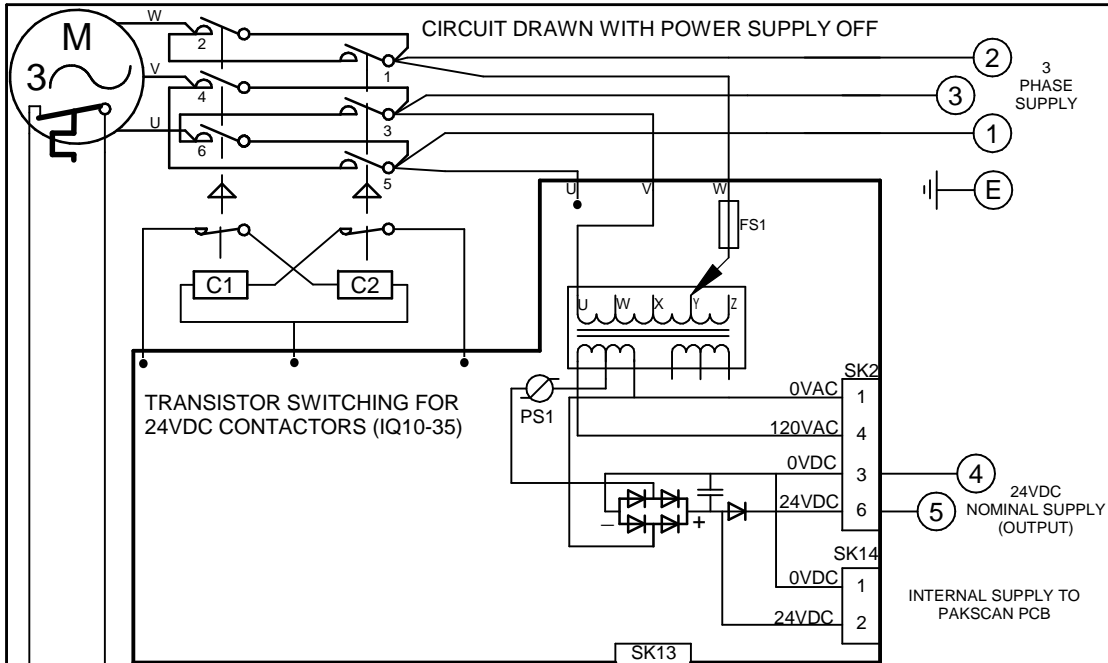 CIRCUIT DRAWN WITH POWER SUPPLY OFF
W
M
3
V
U
2
4
6
1
3
5
2
3
1
3
PHASE
SUPPLY
E
U
V
W
FS1
C1
C2
U
W
X
Y
Z
TRANSISTOR SWITCHING FOR
24VDC CONTACTORS (IQ10-35)
PS1
SK2
0VAC
1
120VAC
4
0VDC
3
24VDC
6
4
5
24VDC
NOMINAL SUPPLY
(OUTPUT)
–
+
SK14
0VDC
1
24VDC
2
INTERNAL SUPPLY TO
PAKSCAN PCB
SK13